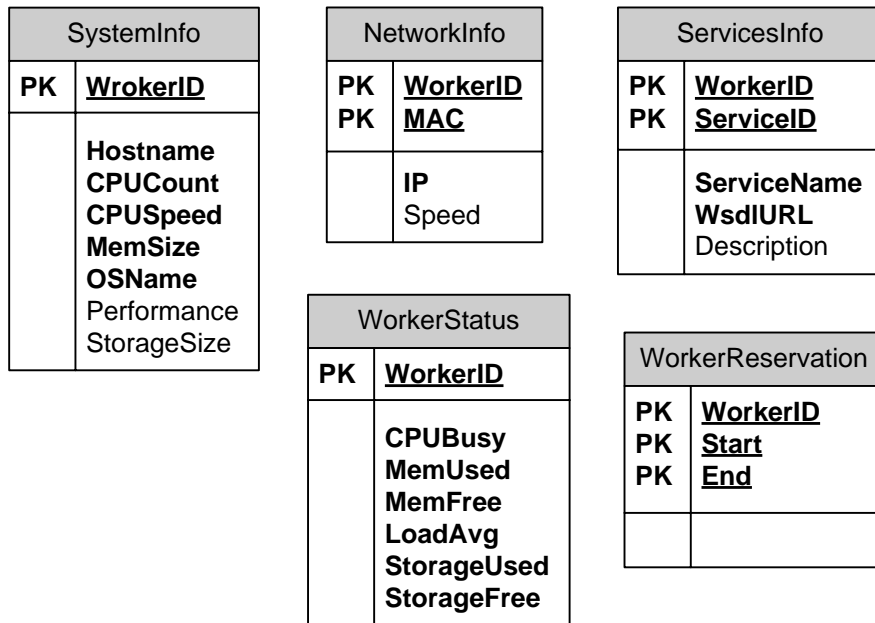 SystemInfo
PK WrokerID
Hostname
CPUCount
CPUSpeed
MemSize
OSName
Performance
StorageSize
NetworkInfo
PK WorkerID
PK MAC
IP
Speed
ServicesInfo
PK WorkerID
PK ServiceID
ServiceName
WsdlURL
Description
WorkerStatus
PK WorkerID
CPUBusy
MemUsed
MemFree
LoadAvg
StorageUsed
StorageFree
WorkerReservation
PK WorkerID
PK Start
PK End